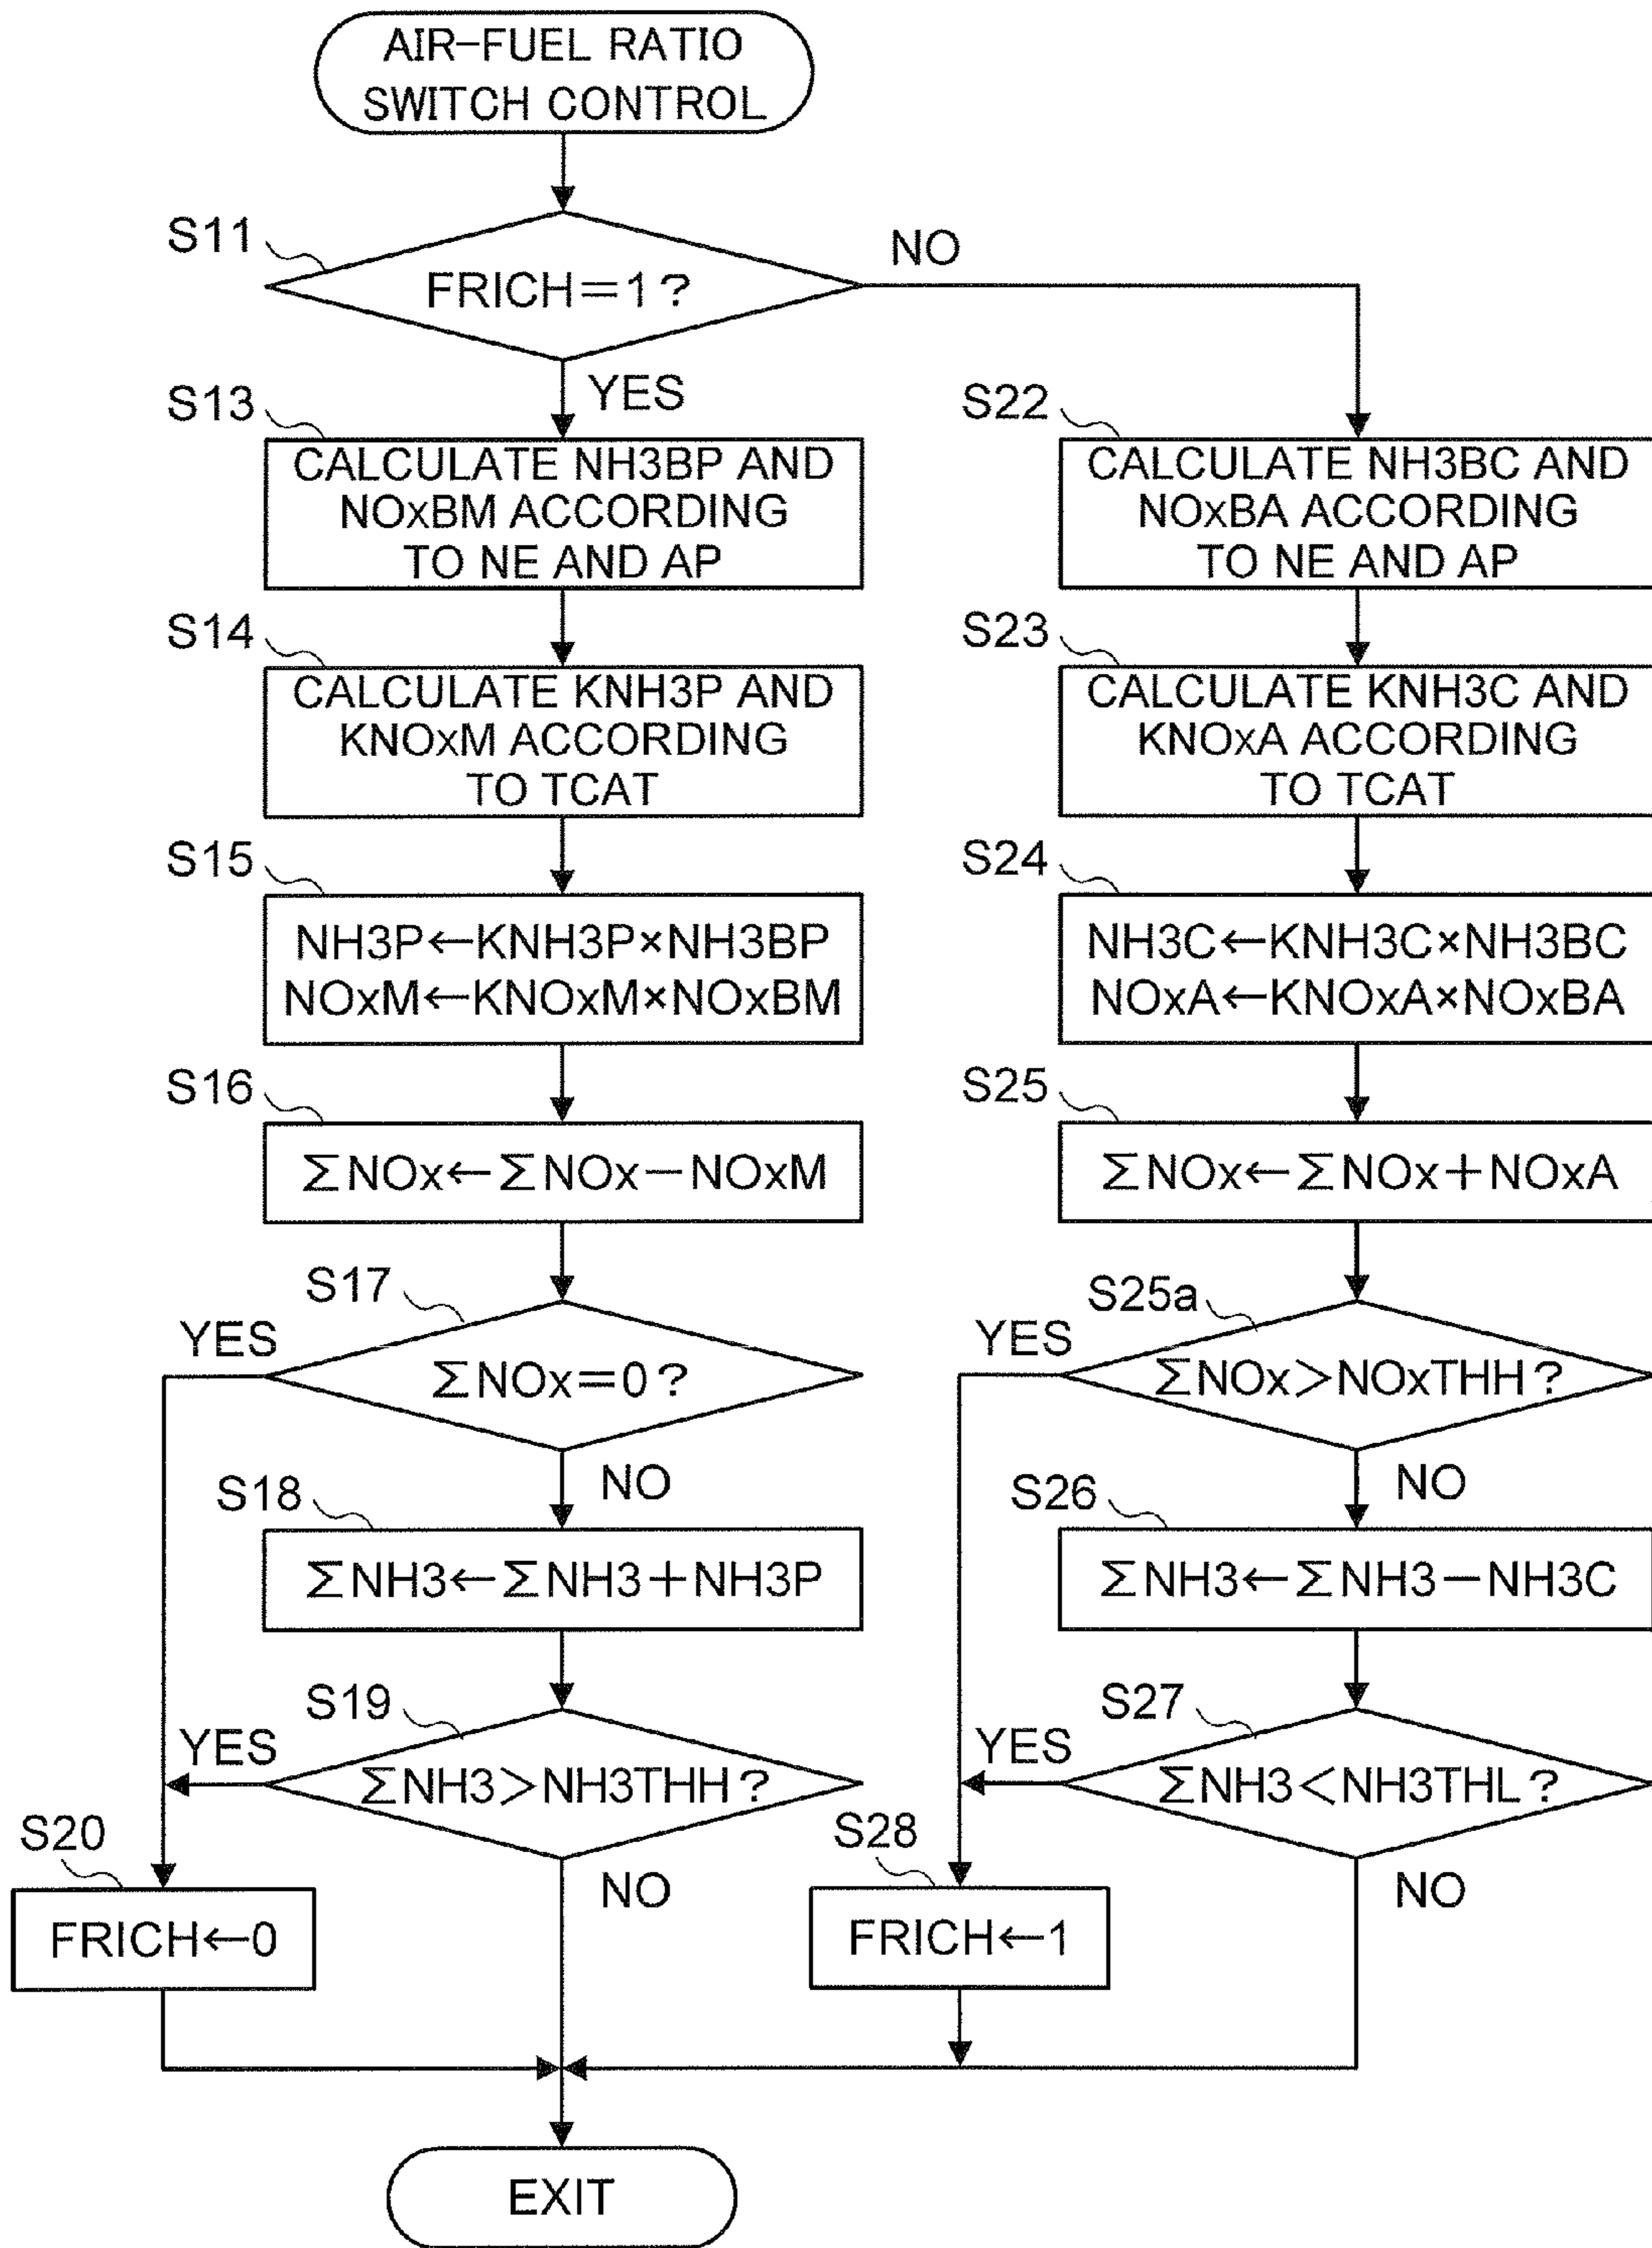 AIR-FUEL RATIO
SWITCH CONTROL
S11
FRICH=1?
NO
YES
S13
CALCULATE NH3BP AND
NOxBM ACCORDING
TO NE AND AP
S22
CALCULATE NH3BC AND
NOxBA ACCORDING
TO NE AND AP
S14
CALCULATE KNH3P AND
KNOxM ACCORDING
TO TCAT
S23
CALCULATE KNH3C AND
KNOxA ACCORDING
TO TCAT
S15
NH3P←KNH3P×NH3BP
NOxM←KNOxM×NOxBM
S24
NH3C←KNH3C×NH3BC
NOxA←KNOxA×NOxBA
S16
ΣNOx←ΣNOx−NOxM
S25
ΣNOx←ΣNOx+NOxA
S17
YES
ΣNOx=0?
NO
S25a
YES
ΣNOx>NOxTHH?
NO
S18
ΣNH3←ΣNH3+NH3P
S26
ΣNH3←ΣNH3−NH3C
S19
YES
ΣNH3>NH3THH?
NO
S27
YES
ΣNH3<NH3THL?
NO
S20
FRICH←0
S28
FRICH←1
EXIT